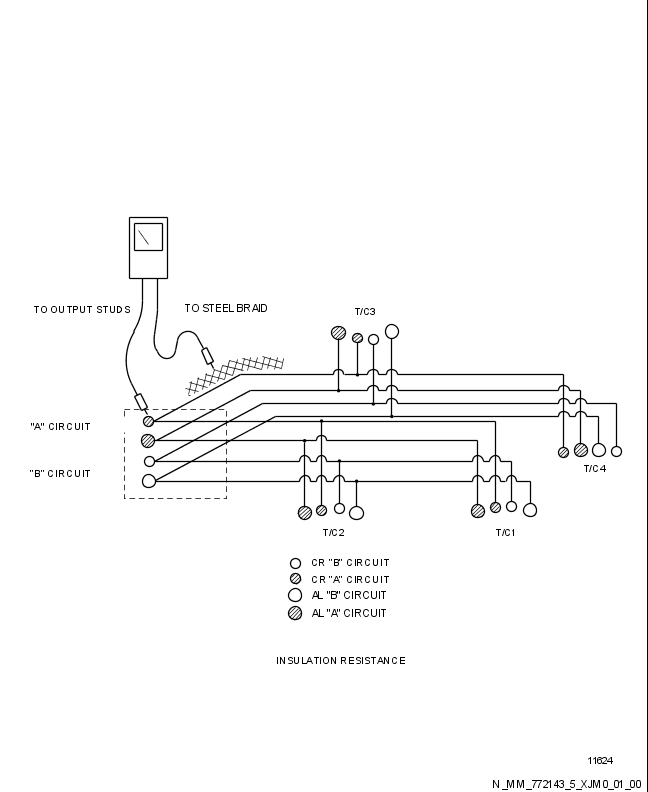 TO OUTPUT STUDS
TO STEEL BRAID
T/C3
"A" CIRCUIT
"B" CIRCUIT
T/C4
T/C2
T/C1
CR "B" CIRCUIT
CR "A" CIRCUIT
AL "B" CIRCUIT
AL "A" CIRCUIT
INSULATION RESISTANCE
11624
N_MM_772143_5_XJM0_01_00